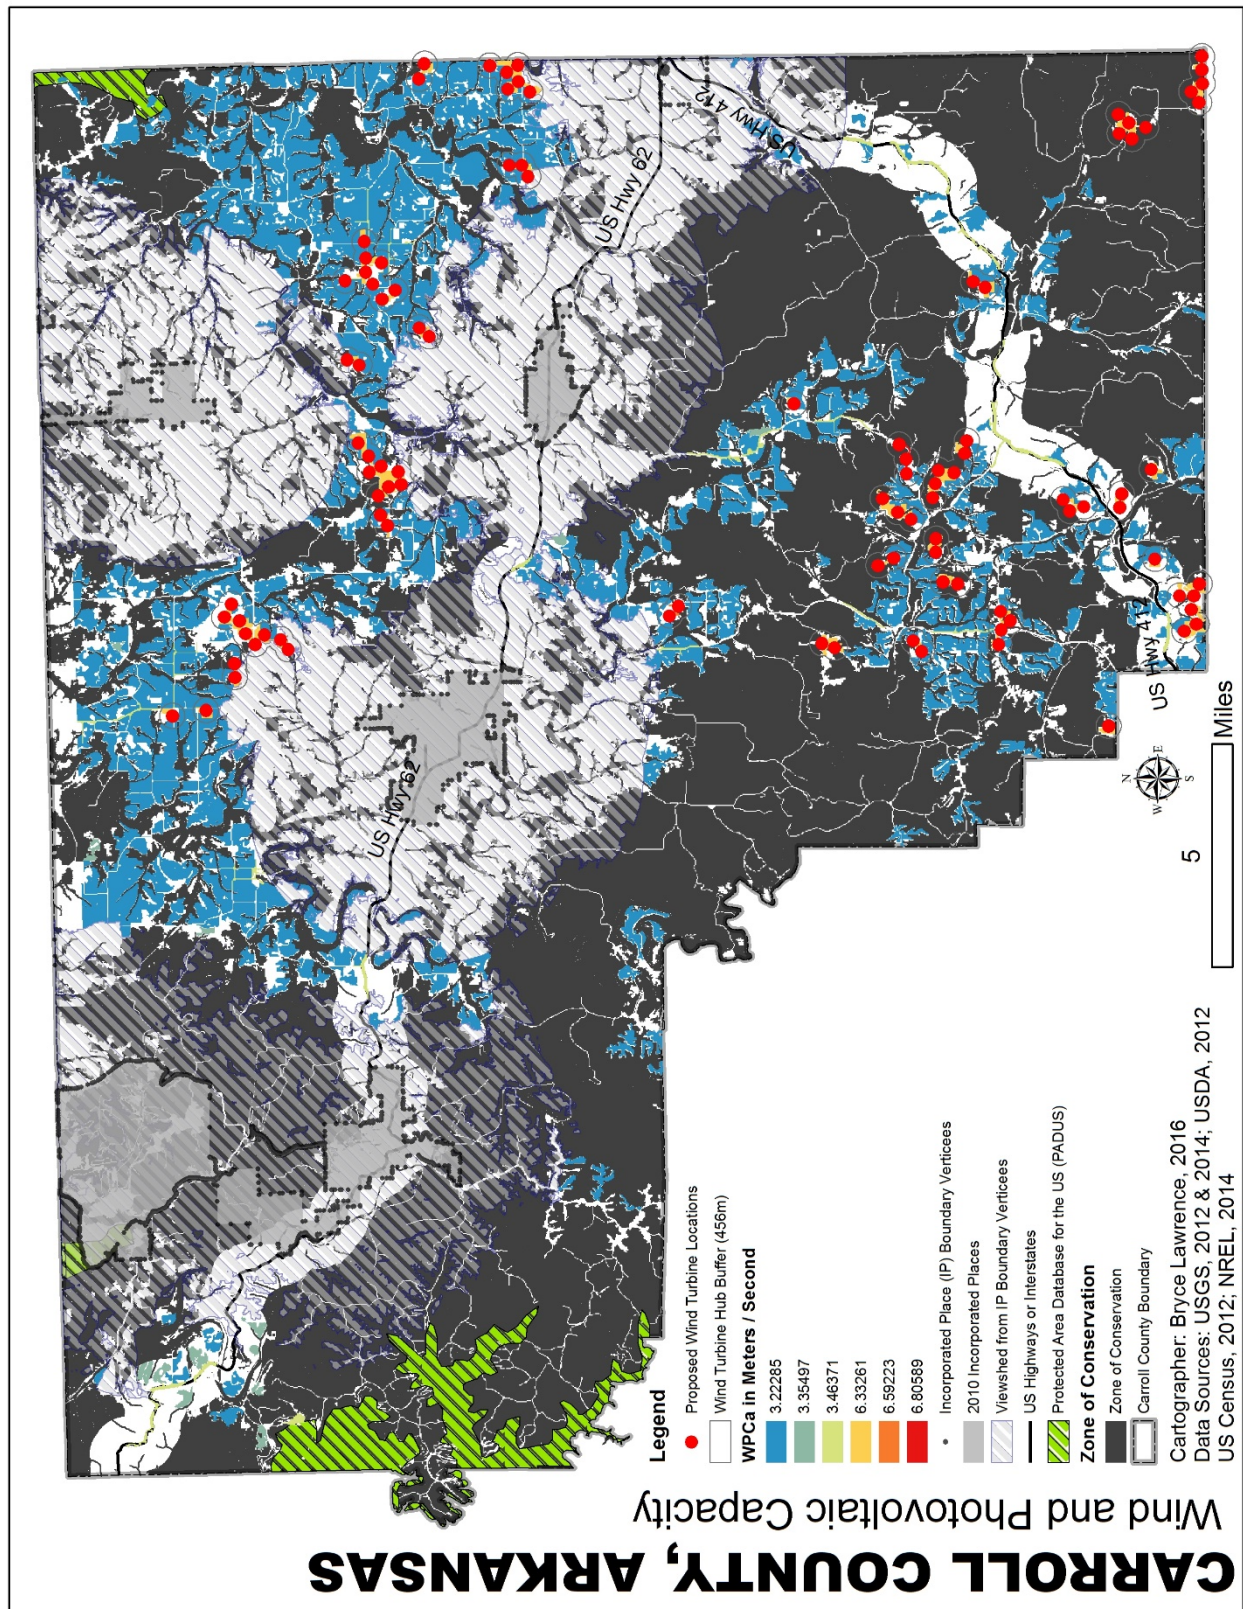 CARROLL COUNTY, ARKANSAS
Wind and Photovoltaic Capacity
Legend
Proposed Wind Turbine Locations
Wind Turbine Hub Buffer (456m)
WPCa in Meters / Second
3.22285
3.35497
3.46371
6.33261
6.59223
6.80589
Incorporated Place (IP) Boundary Verticees
2010 Incorporated Places
Viewshed from IP Boundary Verticees
US Highways or Interstates
Protected Area Database for the US (PADUS)
Zone of Conservation
Zone of Conservation
Carroll County Boundary
Cartographer: Bryce Lawrence, 2016
Data Sources: USGS, 2012 & 2014; USDA, 2012
US Census, 2012; NREL, 2014
5
Miles
N
W
E
S
US Hwy 62
US Hwy 62
US Hwy 412
US Hwy 412